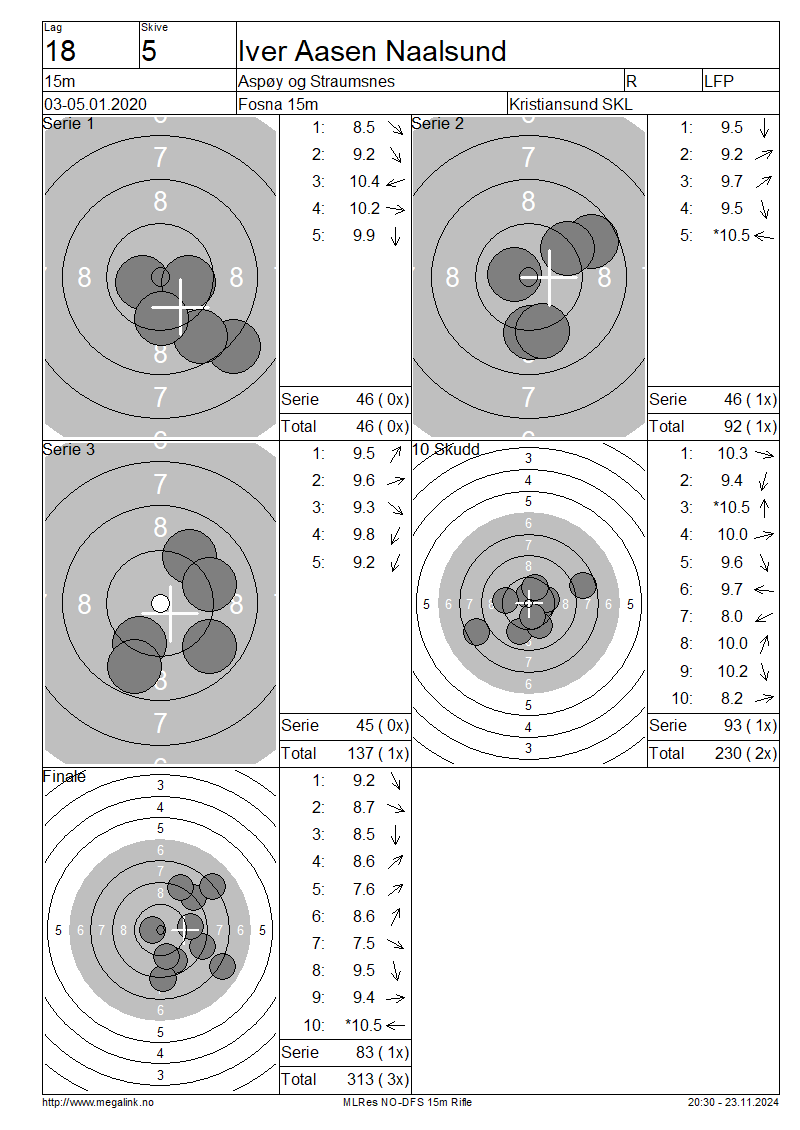 Lag
Skive
18
5
Iver Aasen Naalsund
15m
Aspøy og Straumsnes
R
LFP
03-05.01.2020
Fosna 15m
Kristiansund SKL
Serie 1
7
8
8 8
8
7
6
1: 8.5
2: 9.2
3: 10.4
4: 10.2
5: 9.9
Serie 46 ( 0x)
Total 46 ( 0x)
Serie 2
7
8
8 8
7
6
1: 9.5
2: 9.2
3: 9.7
4: 9.5
5: *10.5
Serie 46 ( 1x)
Total 92 ( 1x)
Serie 3
7
8
8 8
8
7
6
1: 9.5
2: 9.6
3: 9.3
4: 9.8
5: 9.2
Serie 45 ( 0x)
Total 137 ( 1x)
10 Skudd
3
4
5
6
7
8
5 6 7 8 8 7 6 5
8
7
6
5
4
3
1: 10.3
2: 9.4
3: *10.5
4: 10.0
5: 9.6
6: 9.7
7: 8.0
8: 10.0
9: 10.2
10: 8.2
Serie 93 ( 1x)
Total 230 ( 2x)
Finale
3
4
5
6
7
8
5 6 7 8 7 6 5
6
5
4
3
1: 9.2
2: 8.7
3: 8.5
4: 8.6
5: 7.6
6: 8.6
7: 7.5
8: 9.5
9: 9.4
10: *10.5
Serie 83 ( 1x)
Total 313 ( 3x)
http://www.megalink.no
MLRes NO-DFS 15m Rifle
20:30 - 23.11.2024